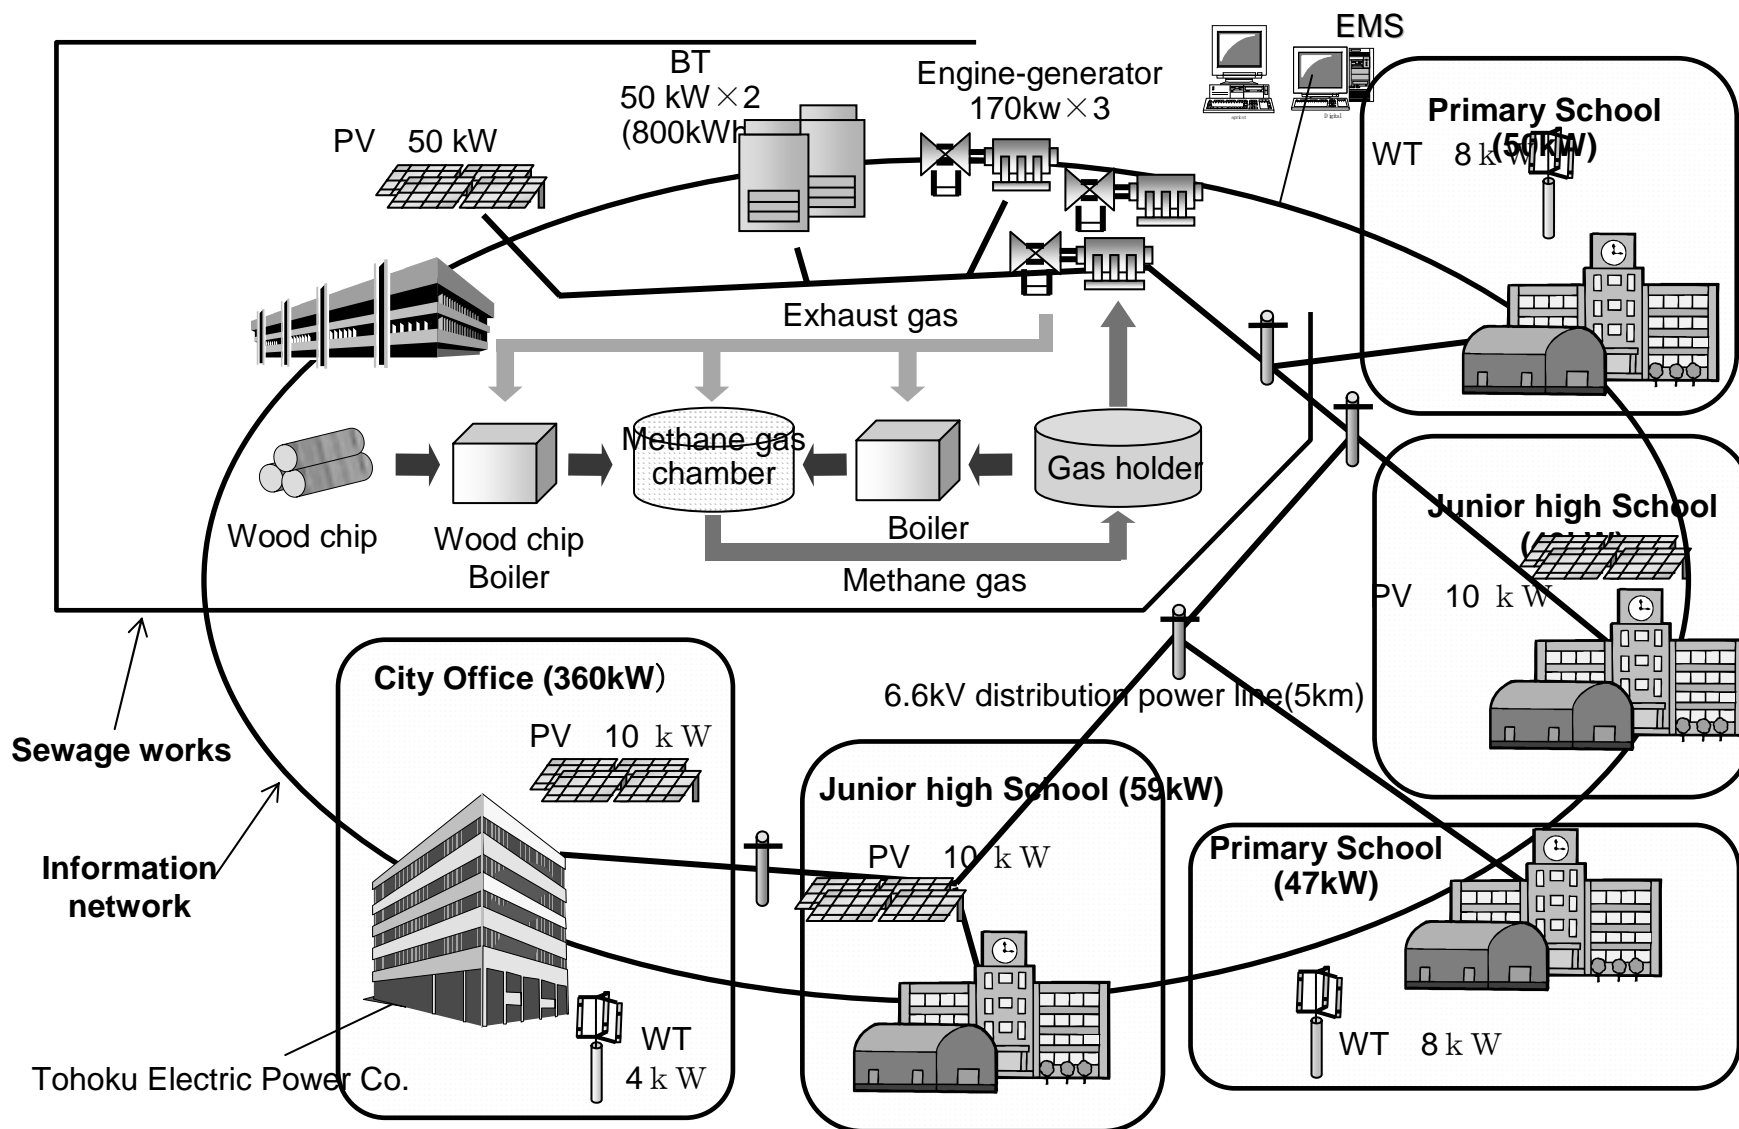 EMS
BT
50 kW×2
(800kWh
Engine-generator
170kw×3
PV 50 kW
Primary School
(50kW)
WT 8kW
Exhaust gas
Methane gas
chamber
Gas holder
Wood chip
Wood chip
Boiler
Boiler
Methane gas
Junior high School
PV 10 kW
City Office (360kW)
PV 10 kW
6.6kV distribution power line(5km)
Sewage works
Junior high School (59kW)
PV 10 kW
Primary School
(47kW)
Information
network
WT
4kW
WT 8kW
Tohoku Electric Power Co.